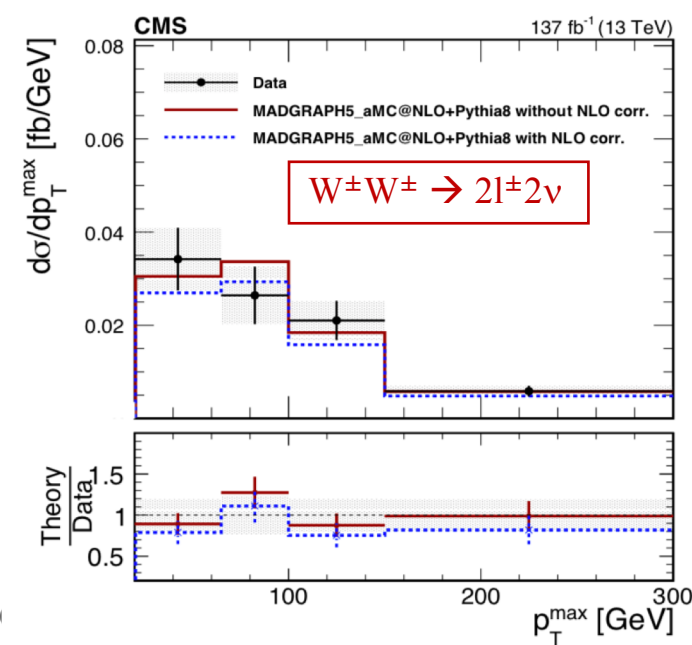 CMS 137 fb⁻¹ (13 TeV)
dσ/dp_T^max [fb/GeV]
0.08
0.06
0.04
0.02
Data
MADGRAPH5_aMC@NLO+Pythia8 without NLO corr.
MADGRAPH5_aMC@NLO+Pythia8 with NLO corr.
W±W± → 2l±2ν
Theory
Data
1.5
1
0.5
100 200 300
p_T^max [GeV]